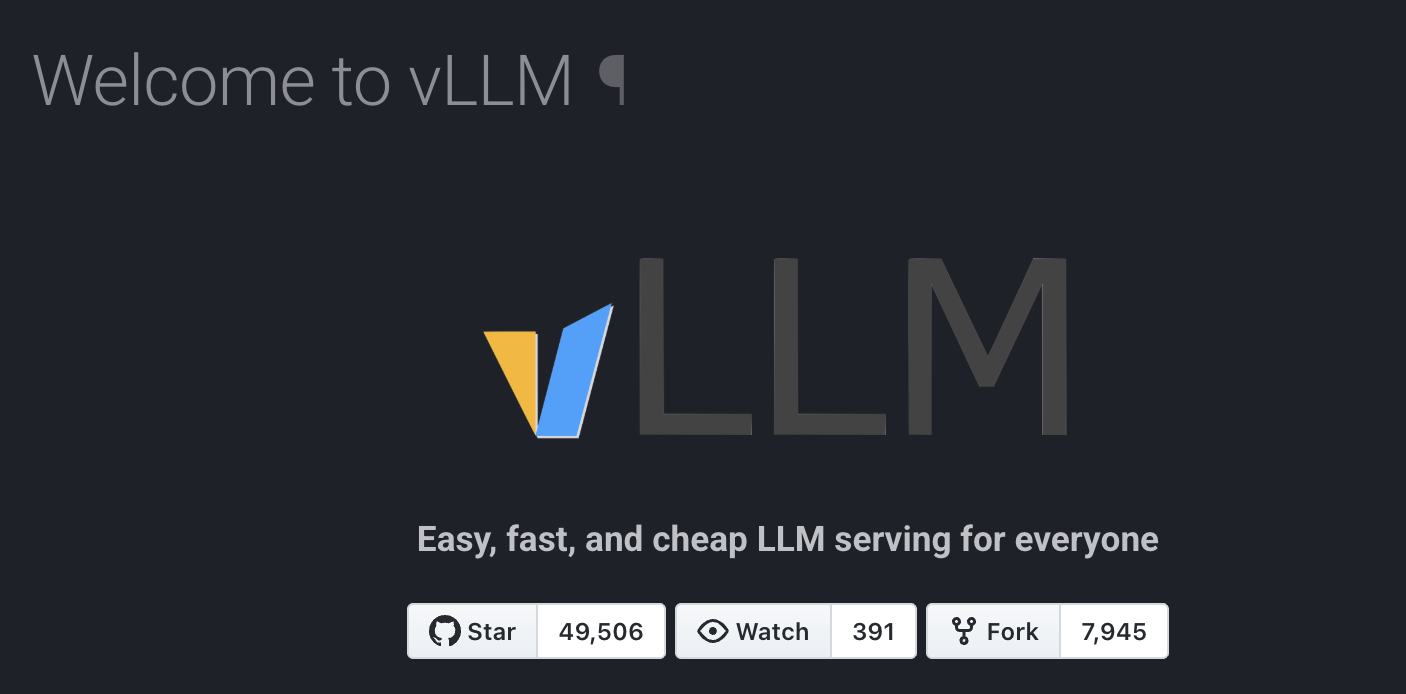 Welcome to vLLM ¶
vLLM
Easy, fast, and cheap LLM serving for everyone
Star 49,506 Watch 391 Fork 7,945